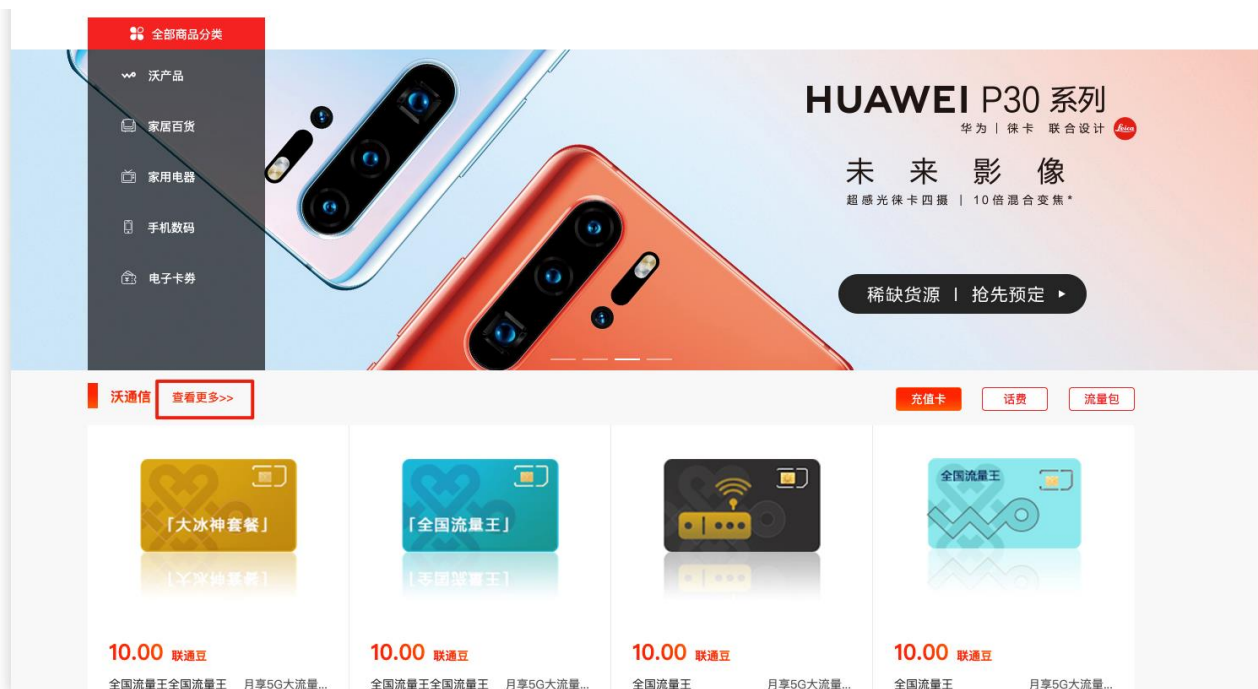 全部商品分类
沃产品
家居百货
家用电器
手机数码
电子卡券
HUAWEI P30 系列
华为 | 徕卡 联合设计 Leica
未来影像
超感光徕卡四摄 | 10倍混合变焦*
稀缺货源 | 抢先预定
沃通信 查看更多>>
充值卡 话费 流量包
「大冰神套餐」
「全国流量王」
全国流量王
10.00 联通豆
10.00 联通豆
10.00 联通豆
10.00 联通豆
全国流量王全国流量王 月享5G大流量...
全国流量王全国流量王 月享5G大流量...
全国流量王 月享5G大流量...
全国流量王 月享5G大流量...